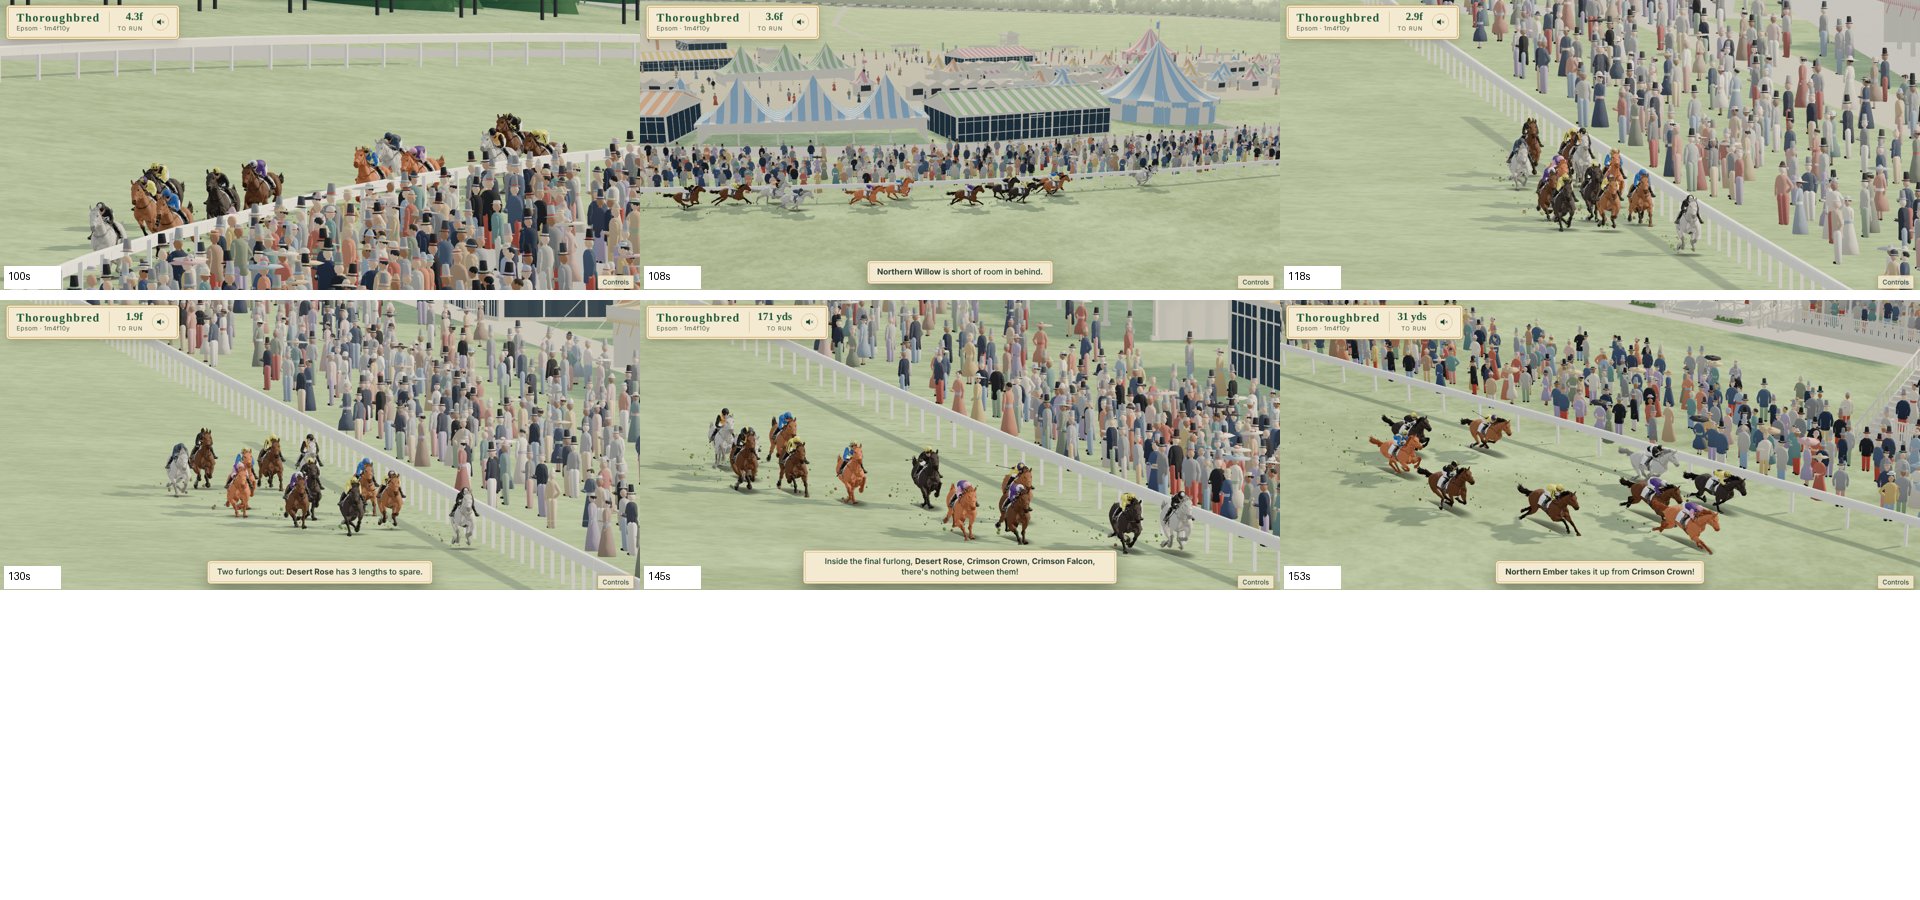 Thoroughbred
Epsom · 1m4f10y
4.3f
TO RUN
100s
Controls
Thoroughbred
Epsom · 1m4f10y
3.6f
TO RUN
Northern Willow is short of room in behind.
108s
Controls
Thoroughbred
Epsom · 1m4f10y
2.9f
TO RUN
118s
Controls
Thoroughbred
Epsom · 1m4f10y
1.9f
TO RUN
Two furlongs out: Desert Rose has 3 lengths to spare.
130s
Controls
Thoroughbred
Epsom · 1m4f10y
171 yds
TO RUN
Inside the final furlong, Desert Rose, Crimson Crown, Crimson Falcon,
there's nothing between them!
145s
Controls
Thoroughbred
Epsom · 1m4f10y
31 yds
TO RUN
Northern Ember takes it up from Crimson Crown!
153s
Controls